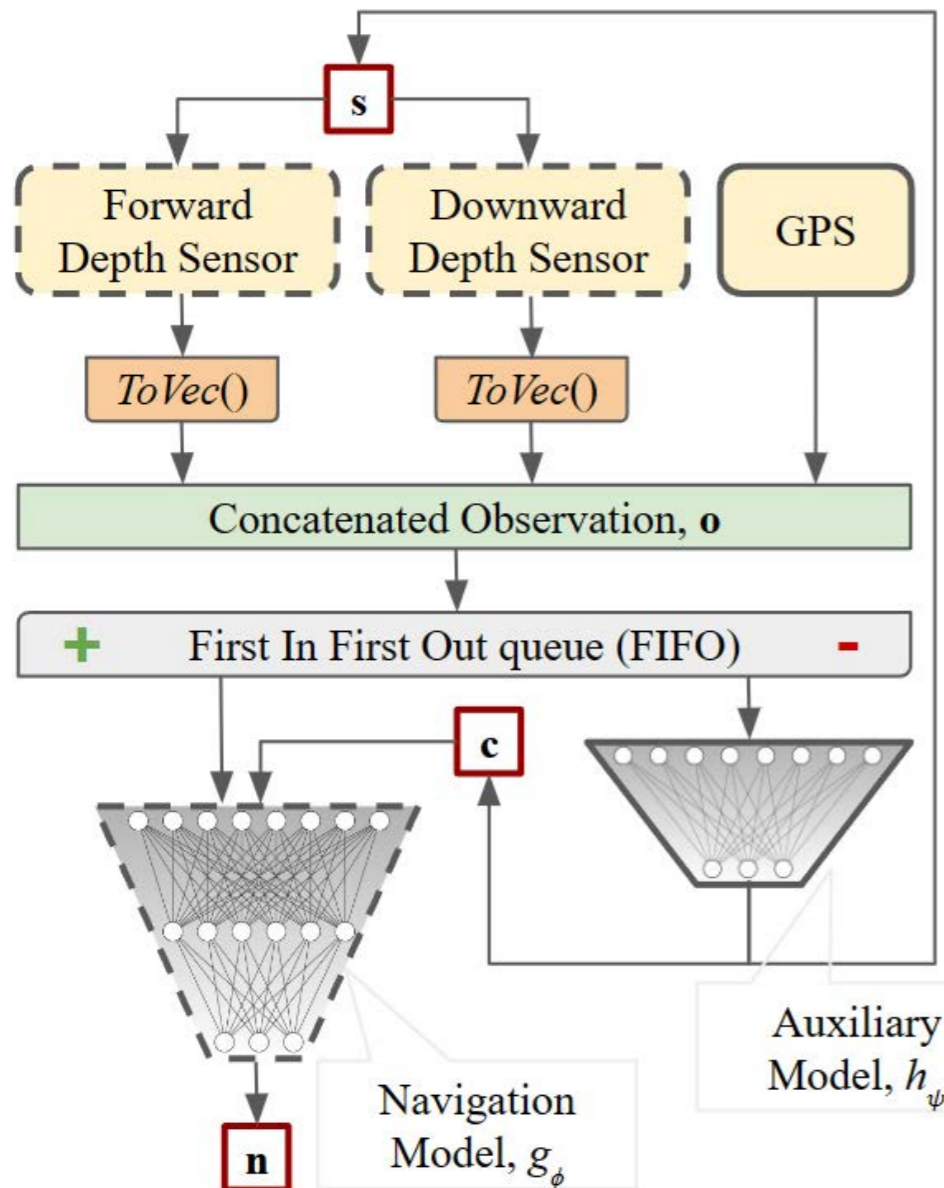 s
Forward
Depth Sensor
Downward
Depth Sensor
GPS
ToVec()
ToVec()
Concatenated Observation, o
+ First In First Out queue (FIFO) -
c
Auxiliary
Model, hψ
Navigation
Model, gϕ
n